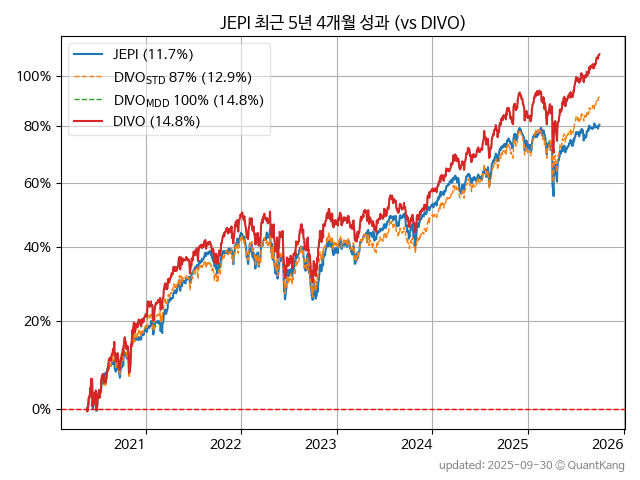 JEPI 최근 5년 4개월 성과 (vs DIVO)
JEPI (11.7%)
DIVO_STD 87% (12.9%)
DIVO_MDD 100% (14.8%)
DIVO (14.8%)
100%
80%
60%
40%
20%
0%
2021 2022 2023 2024 2025 2026
updated: 2025-09-30 © QuantKang